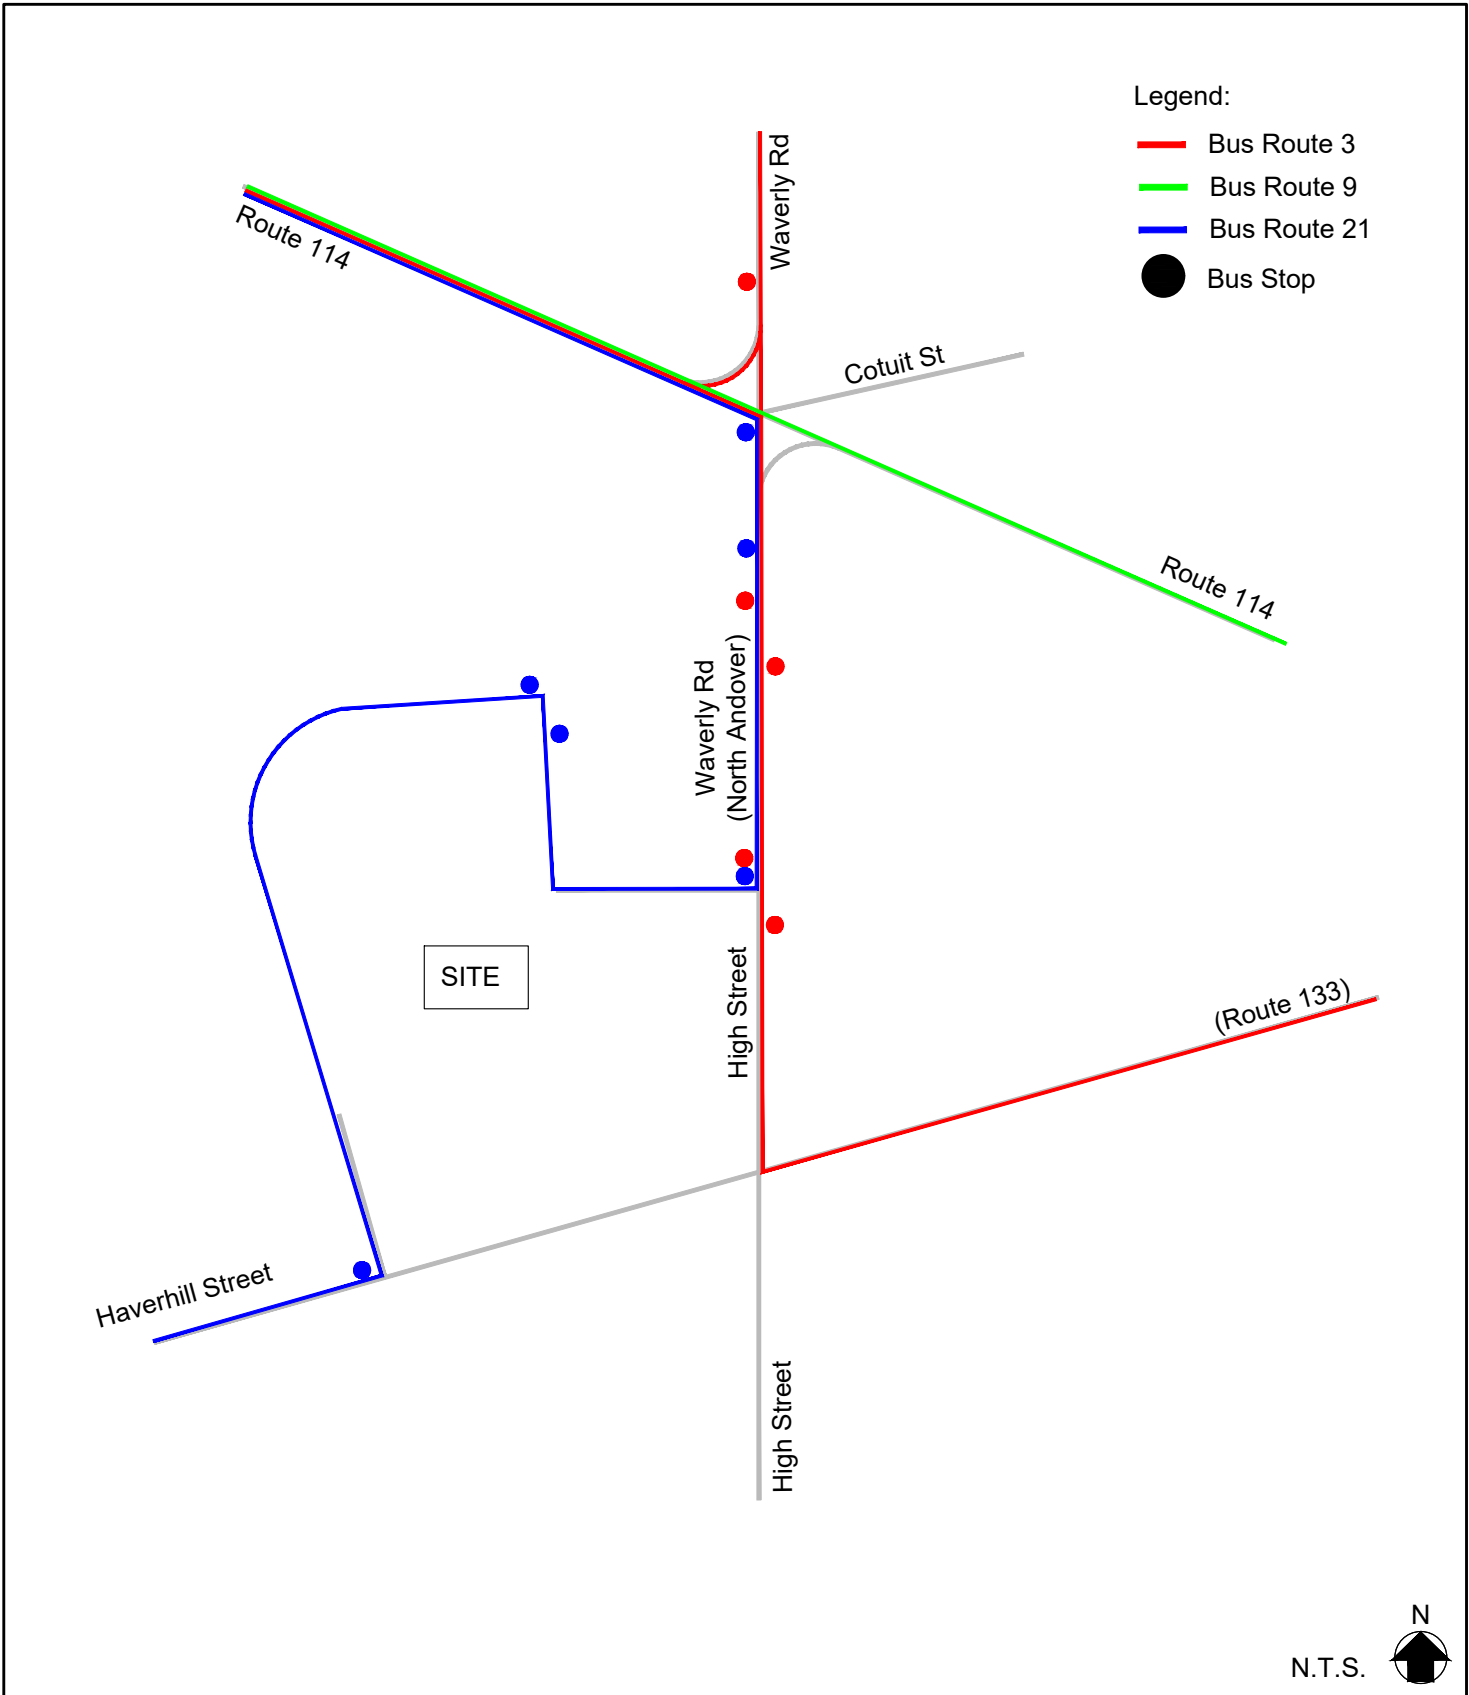 Legend:
Bus Route 3
Bus Route 9
Bus Route 21
Bus Stop
Waverly Rd
Route 114
Cotuit St
Route 114
Waverly Rd
(North Andover)
SITE
High Street
(Route 133)
Haverhill Street
High Street
N
N.T.S.